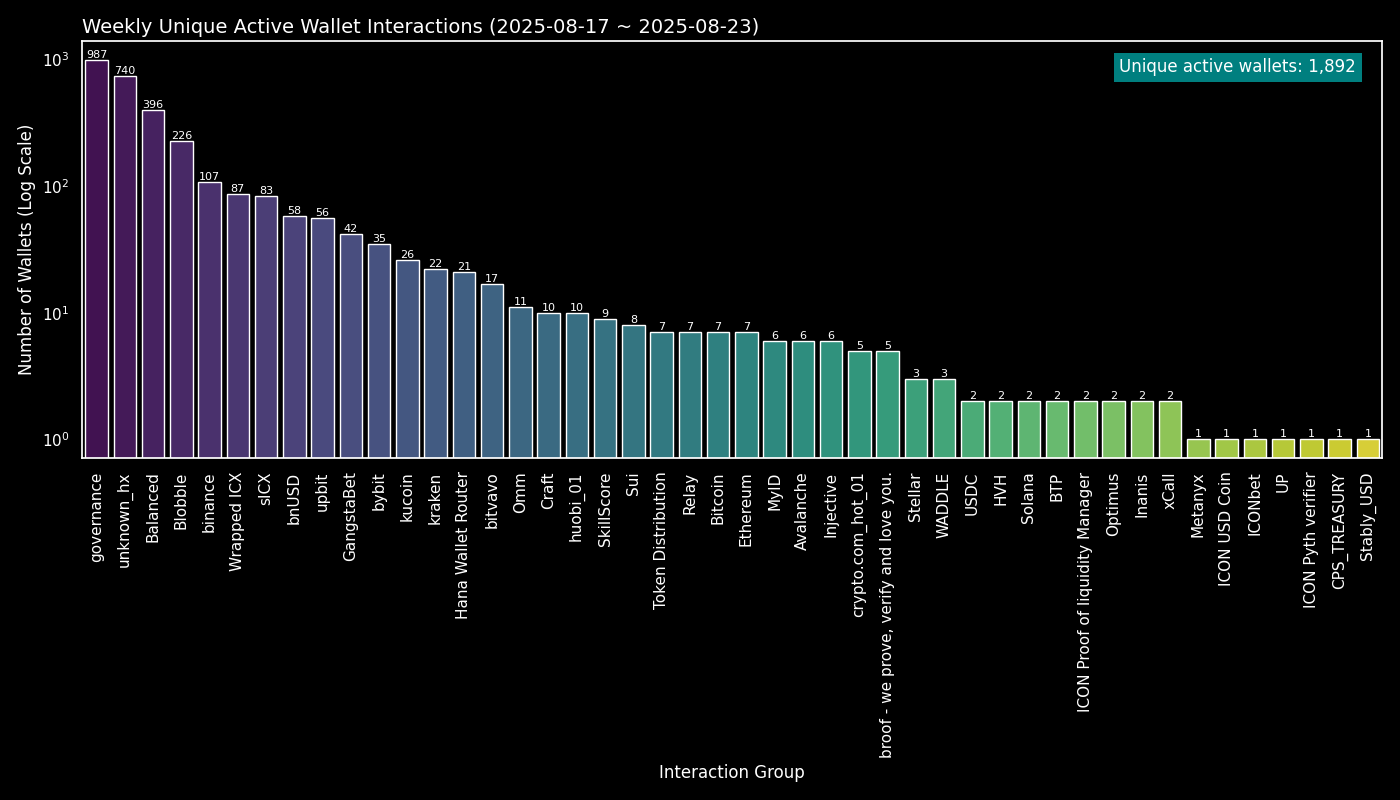 Weekly Unique Active Wallet Interactions (2025-08-17 ~ 2025-08-23)
Unique active wallets: 1,892
Number of Wallets (Log Scale)
10³
10²
10¹
10⁰
987
740
396
226
107
87
83
58
56
42
35
26
22
21
17
11
10
10
9
8
7
7
7
7
6
6
6
5
5
3
3
2
2
2
2
2
2
2
2
1
1
1
1
1
1
1
governance
unknown_hx
Balanced
Blobble
binance
Wrapped ICX
sICX
bnUSD
upbit
GangstaBet
bybit
kucoin
kraken
Hana Wallet Router
bitvavo
Omm
Craft
huobi_01
SkillScore
Sui
Token Distribution
Relay
Bitcoin
Ethereum
MyID
Avalanche
Injective
crypto.com_hot_01
broof - we prove, verify and love you.
Stellar
WADDLE
USDC
HVH
Solana
BTP
ICON Proof of liquidity Manager
Optimus
Inanis
xCall
Metanyx
ICON USD Coin
ICONbet
UP
ICON Pyth verifier
CPS_TREASURY
Stably_USD
Interaction Group